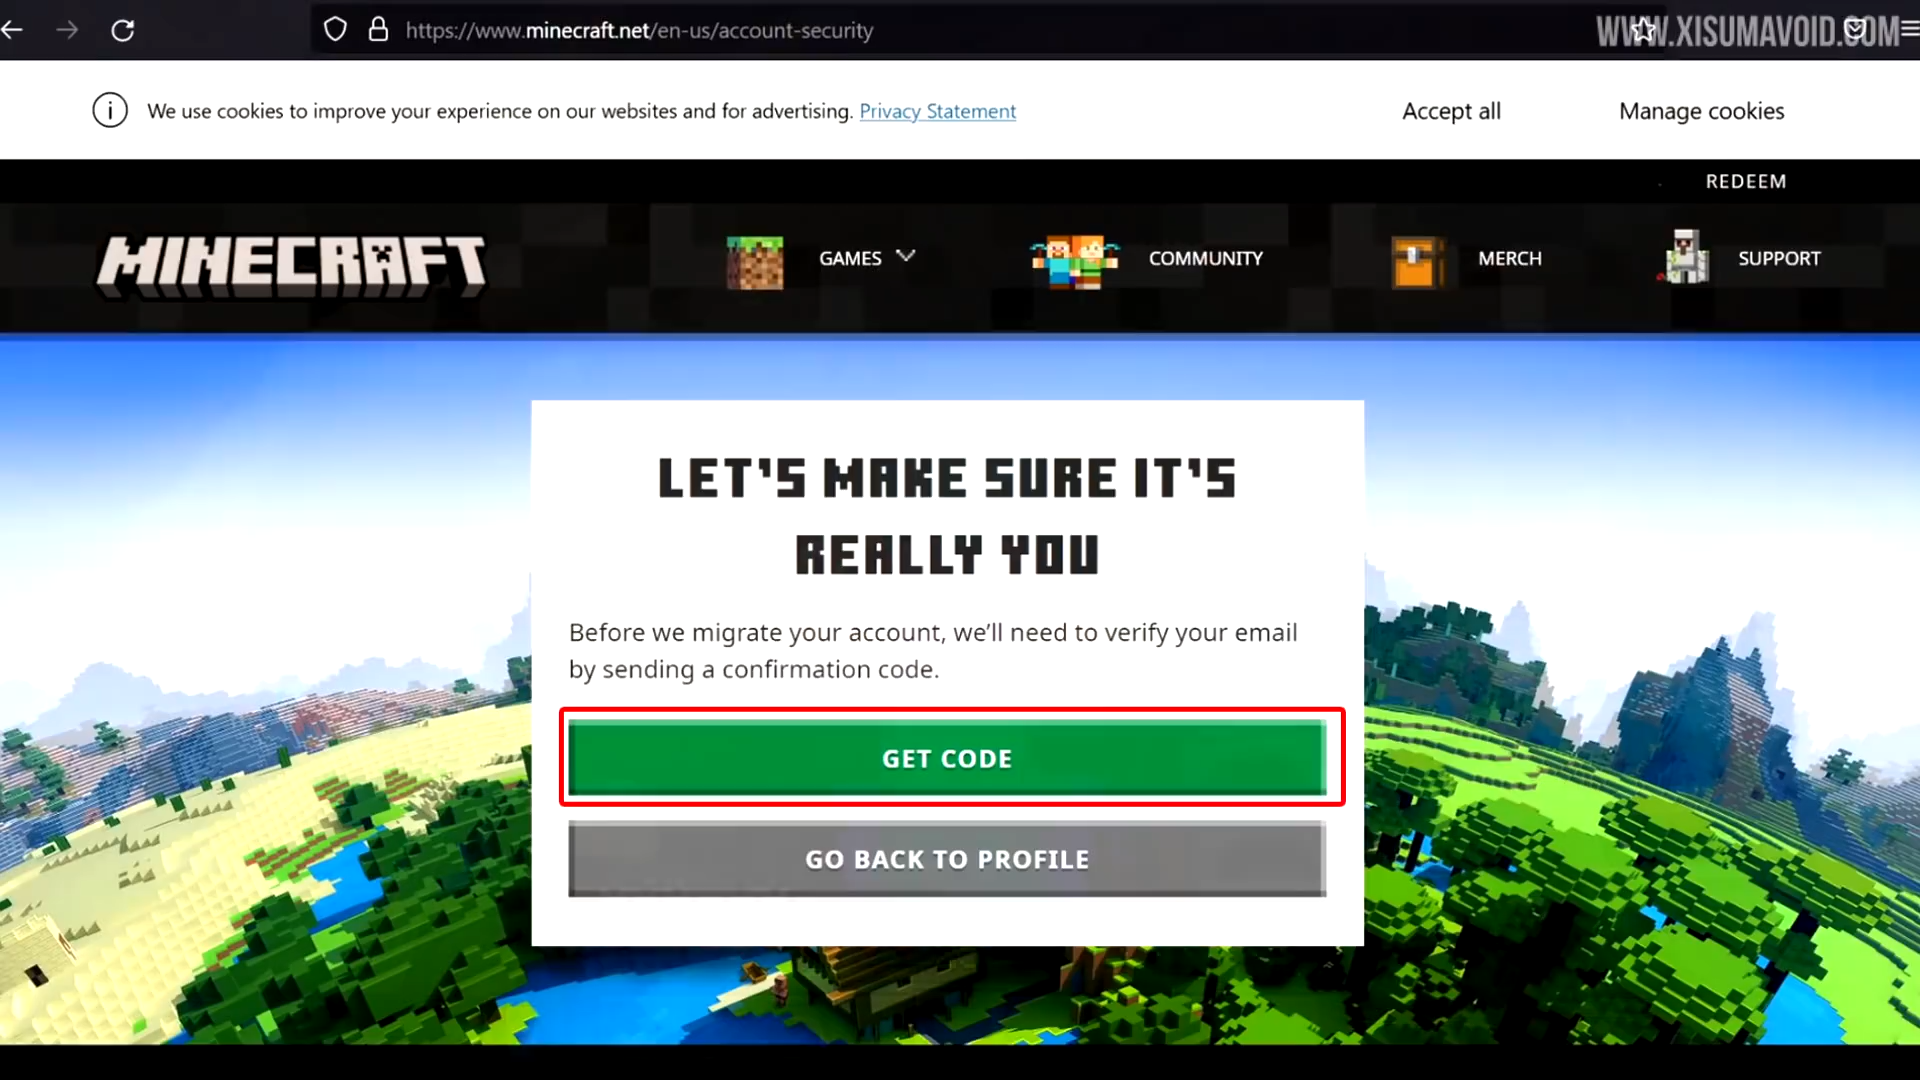 https://www.minecraft.net/en-us/account-security
WWW.XISUMAVOID.COM
We use cookies to improve your experience on our websites and for advertising. Privacy Statement
Accept all
Manage cookies
REDEEM
MINECRAFT
GAMES
COMMUNITY
MERCH
SUPPORT
LET'S MAKE SURE IT'S
REALLY YOU
Before we migrate your account, we’ll need to verify your email
by sending a confirmation code.
GET CODE
GO BACK TO PROFILE